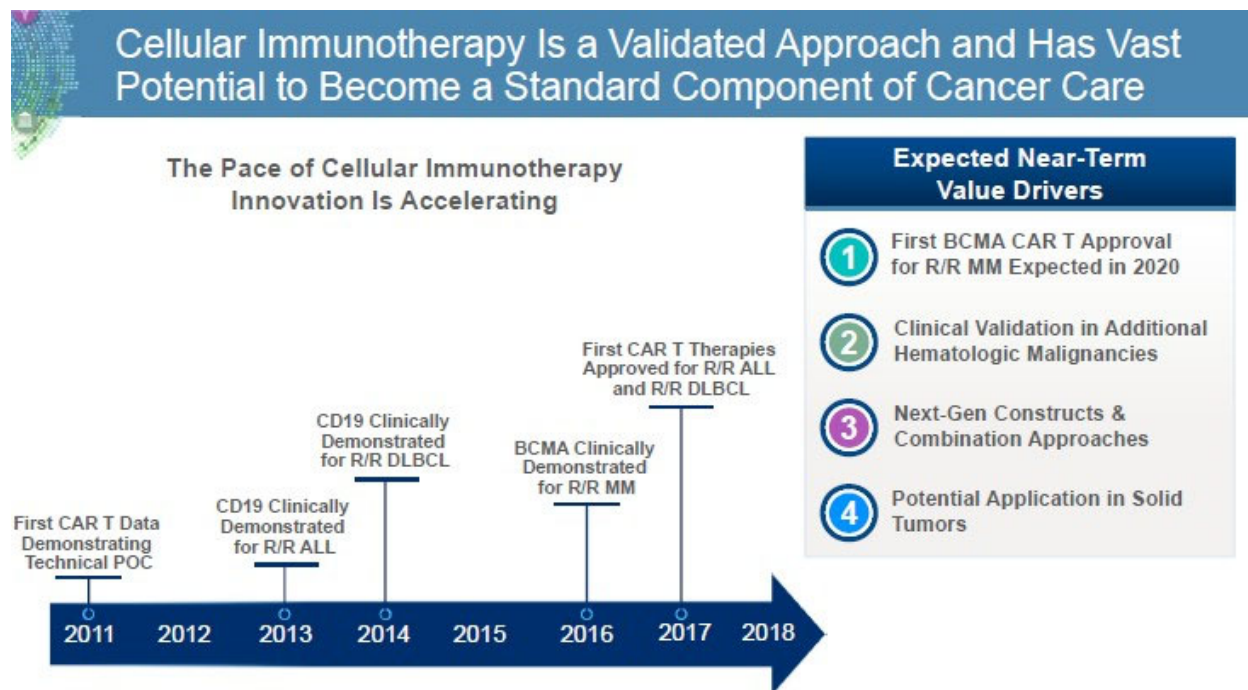 Cellular Immunotherapy Is a Validated Approach and Has Vast
Potential to Become a Standard Component of Cancer Care
The Pace of Cellular Immunotherapy
Innovation Is Accelerating
First CAR T Data
Demonstrating
Technical POC
CD19 Clinically
Demonstrated
for R/R ALL
CD19 Clinically
Demonstrated
for R/R DLBCL
BCMA Clinically
Demonstrated
for R/R MM
First CAR T Therapies
Approved for R/R ALL
and R/R DLBCL
2011 2012 2013 2014 2015 2016 2017 2018
Expected Near-Term
Value Drivers
1 First BCMA CAR T Approval
for R/R MM Expected in 2020
2 Clinical Validation in Additional
Hematologic Malignancies
3 Next-Gen Constructs &
Combination Approaches
4 Potential Application in Solid
Tumors